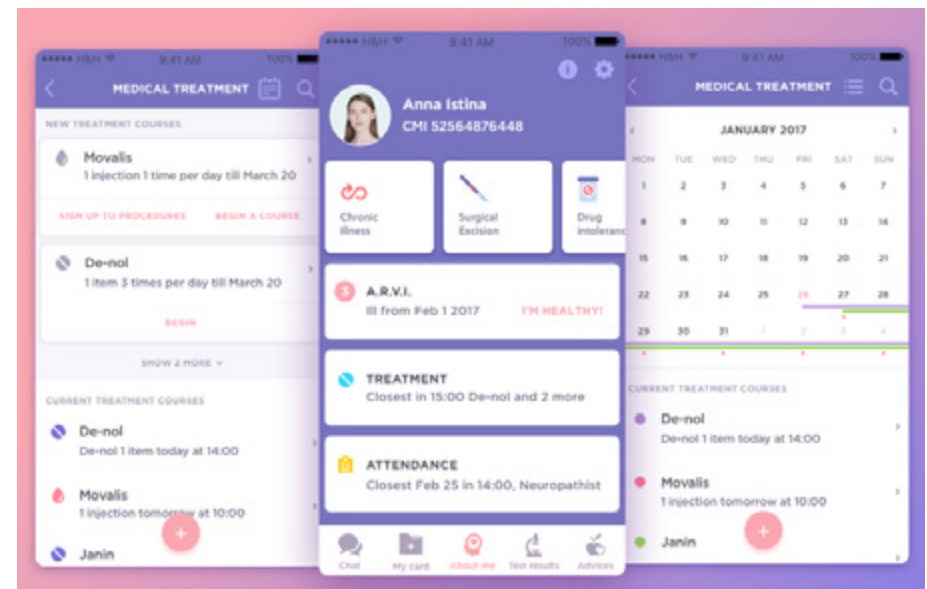 H&H 9:41 AM 100%
MEDICAL TREATMENT
NEW TREATMENT COURSES
Movalis
1 injection 1 time per day till March 20
SIGN UP TO PROCEDURES BEGIN A COURSE
De-nol
1 item 3 times per day till March 20
BEGIN
SHOW 2 MORE
CURRENT TREATMENT COURSES
De-nol
De-nol 1 item today at 14:00
Movalis
1 injection tomorrow at 10:00
Janin
H&H 9:41 AM 100%
Anna Istina
CMI 52564876448
Chronic
illness
Surgical
Excision
Drug
intoleranc
3 A.R.V.I.
Ill from Feb 1 2017 I'M HEALTHY!
TREATMENT
Closest in 15:00 De-nol and 2 more
ATTENDANCE
Closest Feb 25 in 14:00, Neuropathist
Chat My card About me Test results Advices
H&H 9:41 AM 100%
MEDICAL TREATMENT
JANUARY 2017
MON TUE WED THU FRI SAT SUN
1 2 3 4 5 6 7
8 9 10 11 12 13 14
15 16 17 18 19 20 21
22 23 24 25 26 27 28
29 30 31 1 2 3 4
CURRENT TREATMENT COURSES
De-nol
De-nol 1 item today at 14:00
Movalis
1 injection tomorrow at 10:00
Janin